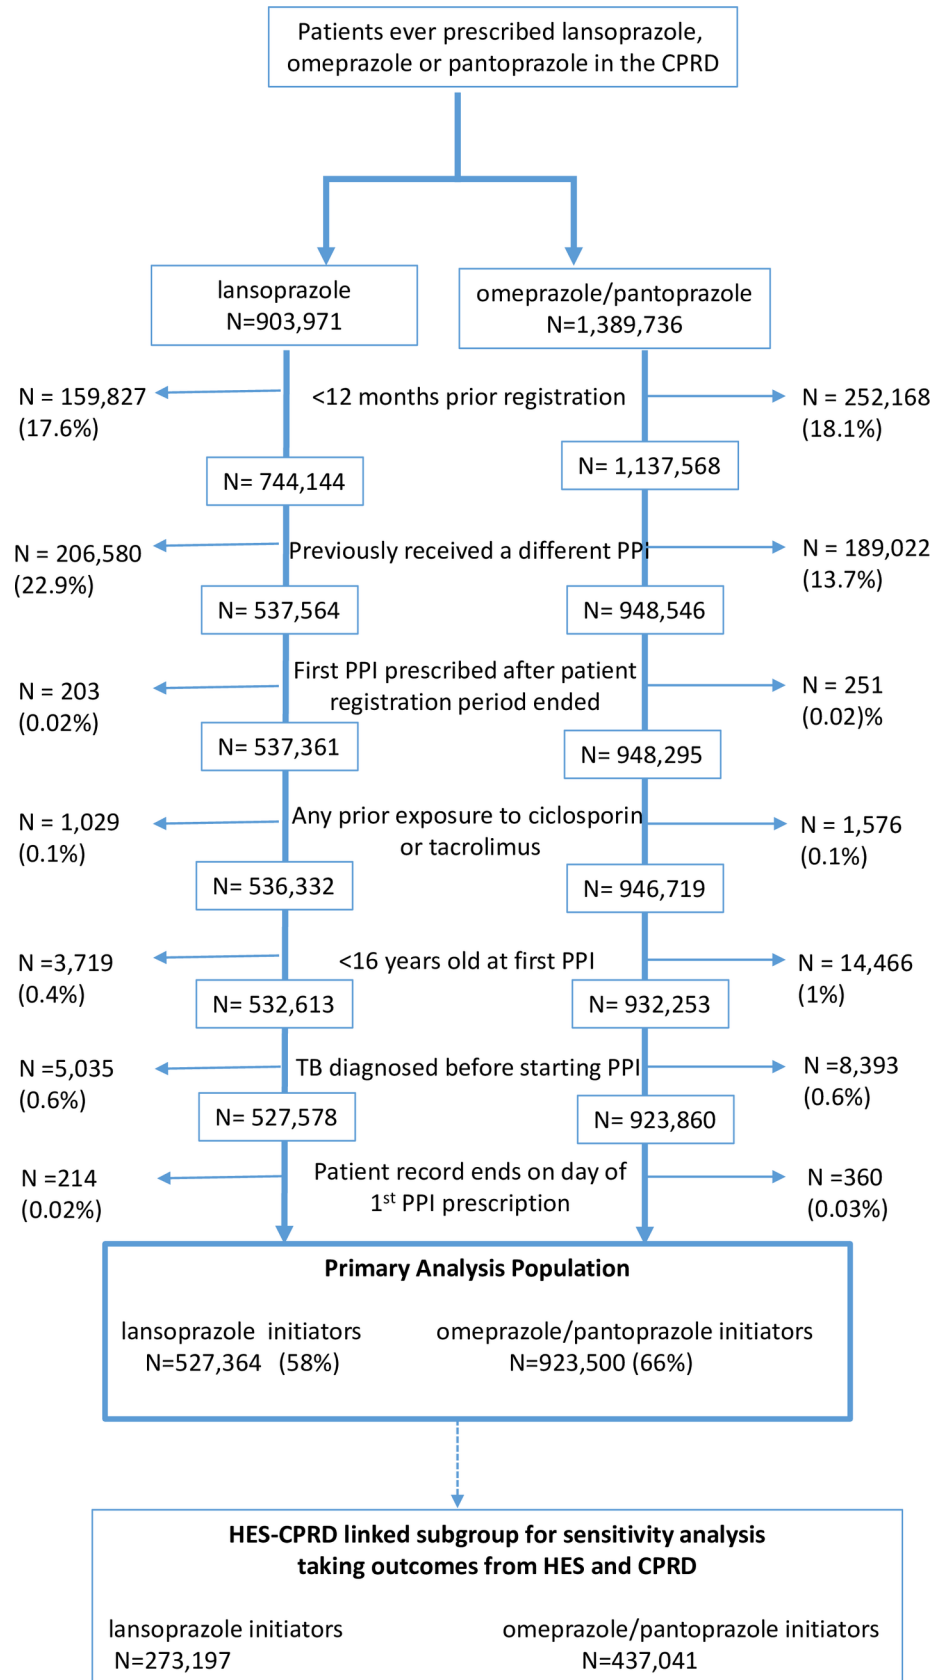 Patients ever prescribed lansoprazole,
omeprazole or pantoprazole in the CPRD
lansoprazole
N=903,971
omeprazole/pantoprazole
N=1,389,736
N = 159,827
(17.6%)
<12 months prior registration
N = 252,168
(18.1%)
N= 744,144
N= 1,137,568
N = 206,580
(22.9%)
Previously received a different PPi
N = 189,022
(13.7%)
N= 537,564
N= 948,546
N = 203
(0.02%)
First PPI prescribed after patient
registration period ended
N = 251
(0.02)%
N= 537,361
N= 948,295
N = 1,029
(0.1%)
Any prior exposure to ciclosporin
or tacrolimus
N = 1,576
(0.1%)
N= 536,332
N= 946,719
N =3,719
(0.4%)
<16 years old at first PPI
N = 14,466
(1%)
N= 532,613
N= 932,253
N =5,035
(0.6%)
TB diagnosed before starting PPI
N =8,393
(0.6%)
N= 527,578
N= 923,860
N =214
(0.02%)
Patient record ends on day of
1st PPI prescription
N =360
(0.03%)
Primary Analysis Population
lansoprazole initiators
N=527,364 (58%)
omeprazole/pantoprazole initiators
N=923,500 (66%)
HES-CPRD linked subgroup for sensitivity analysis
taking outcomes from HES and CPRD
lansoprazole initiators
N=273,197
omeprazole/pantoprazole initiators
N=437,041